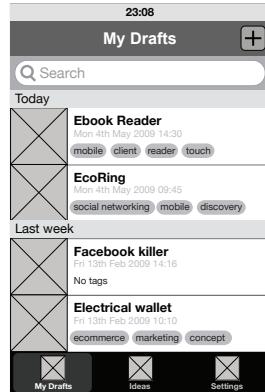 23:08
My Drafts
Search
Today
Ebook Reader
Mon 4th May 2009 14:30
mobile client reader touch
EcoRing
Mon 4th May 2009 09:45
social networking mobile discovery
Last week
Facebook killer
Fri 13th Feb 2009 14:16
No tags
Electrical wallet
Fri 13th Feb 2009 10:10
ecommerce marketing concept
My Drafts Ideas Settings